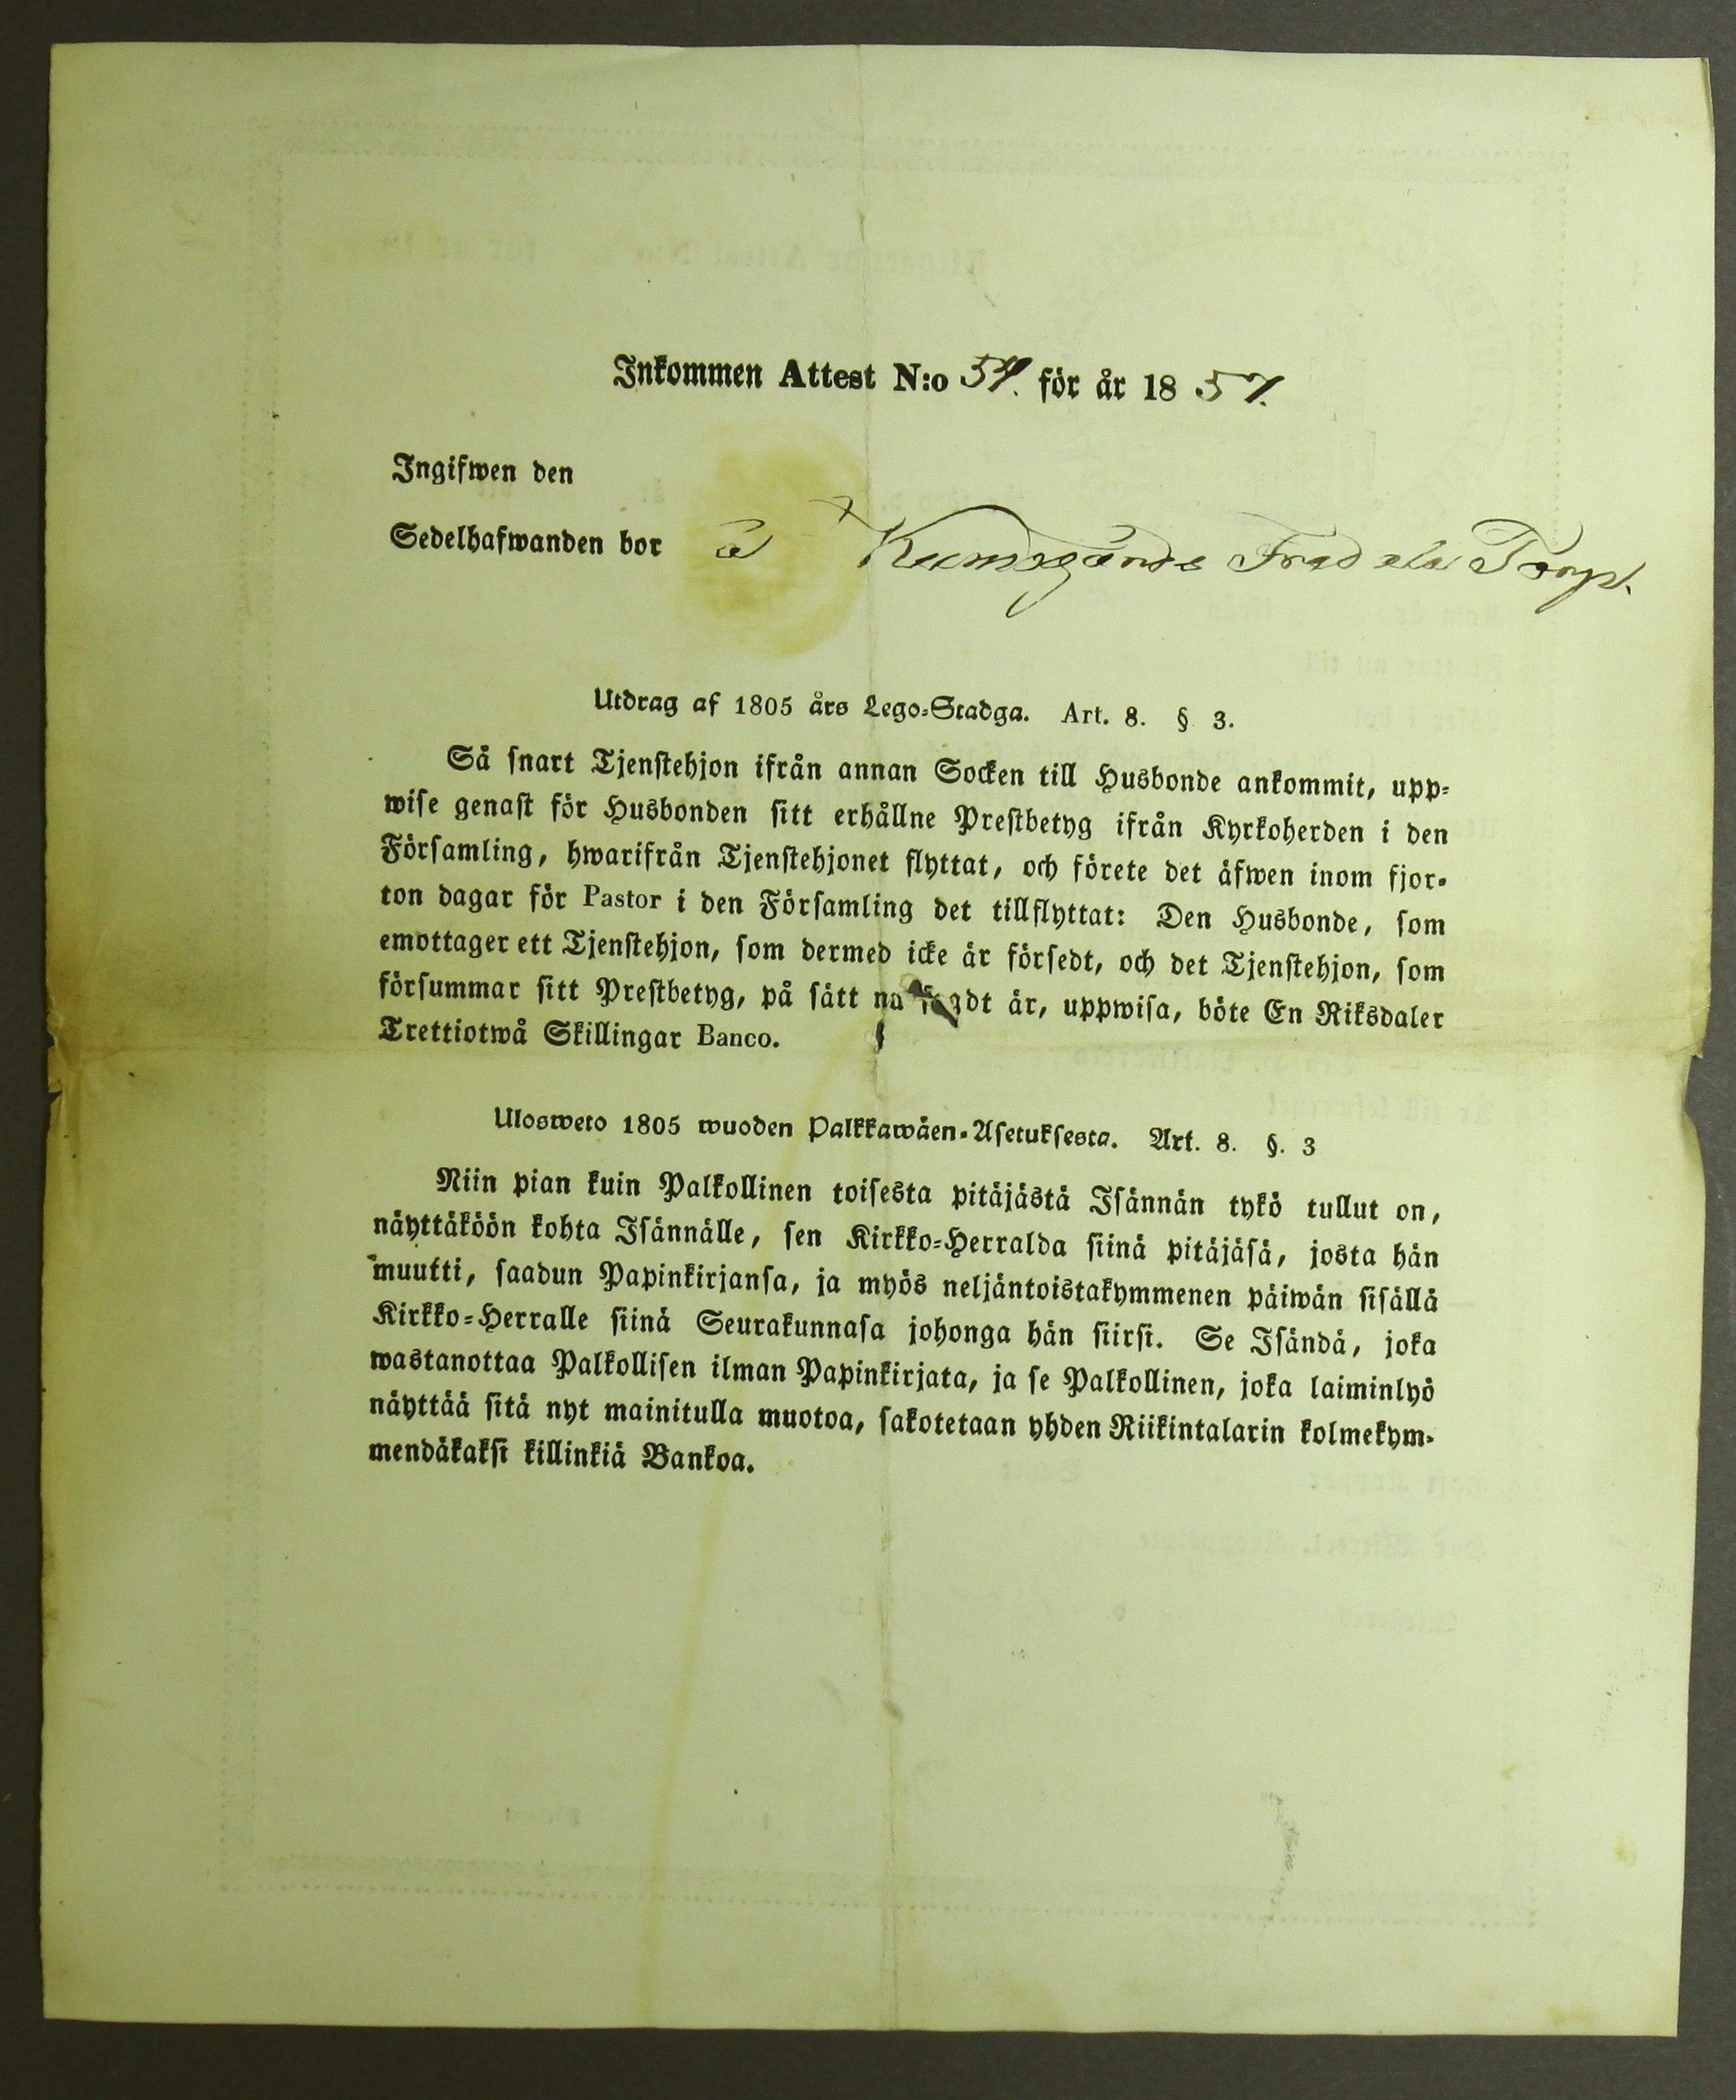 Inkommen Attest N:o 54. för år 1857.
Ingifwen den
Sedelhafwanden bor å Kumogårds Torp.
Utdrag af 1805 års Lego-Stadga. Art. 8. § 3.
Så snart Tjenstehjon ifrån annan Socken till Husbonde ankommit, upp-
wise genast för Husbonden sitt erhållne Prestbetyg ifrån Kyrkoherden i den
Församling, hwarifrån Tjenstehjonet flyttat, och förete det äfwen inom fjor-
ton dagar för Pastor i den Församling det tillflyttat: Den Husbonde, som
emottager ett Tjenstehjon, som dermed icke är försedt, och det Tjenstehjon, som
försummar sitt Prestbetyg, på sätt nu sagdt är, uppwisa, böte En Riksdaler
Trettiotwå Skillingar Banco.
Ulosweto 1805 wuoden Palkkawäen-Asetuksesta. Art. 8. §. 3
Niin pian kuin Palkollinen toisesta pitäjästä Isännän tykö tullut on,
näyttäköön kohta Isännälle, sen Kirkko-Herralda siinä pitäjäsä, josta hän
muutti, saadun Papinkirjansa, ja myös neljäntoistakymmenen päiwän sisällä
Kirkko-Herralle siinä Seurakunnasa johonga hän siirsi. Se Isändä, joka
wastanottaa Palkollisen ilman Papinkirjata, ja se Palkollinen, joka laiminlyö
näyttää sitä nyt mainitulla muotoa, sakotetaan yhden Riikintalarin kolmekym-
mendäkaksi killinkiä Bankoa.